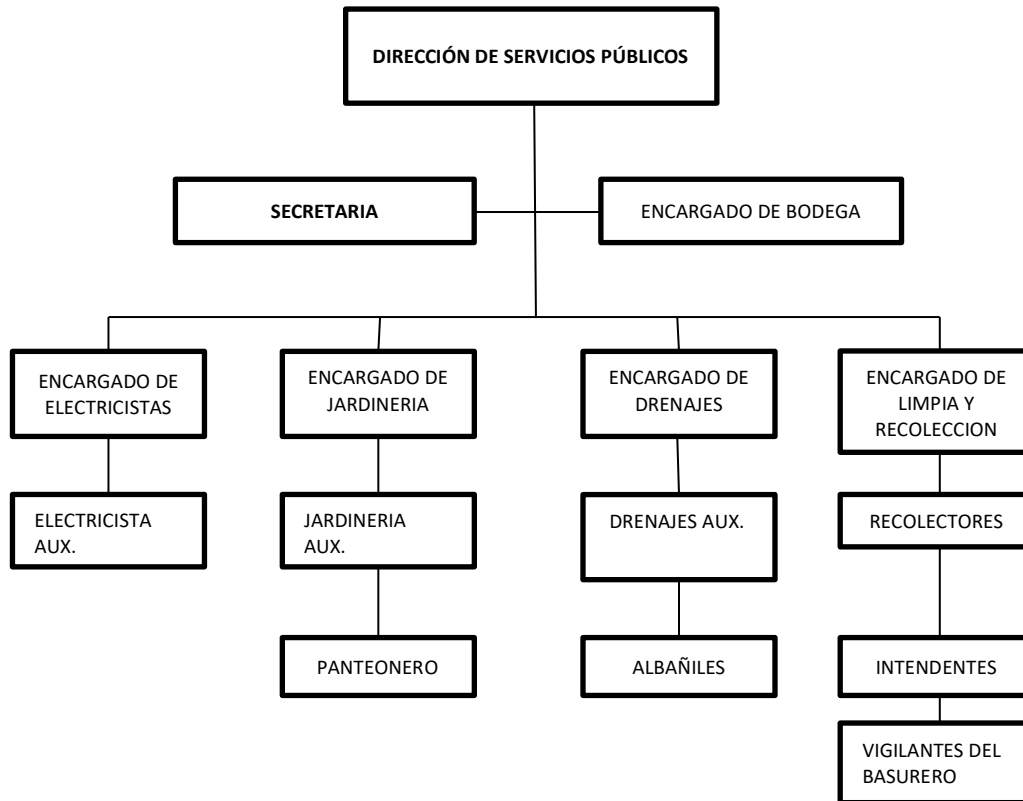 DIRECCIÓN DE SERVICIOS PÚBLICOS
SECRETARIA
ENCARGADO DE BODEGA
ENCARGADO DE
ELECTRICISTAS
ENCARGADO DE
JARDINERIA
ENCARGADO DE
DRENAJES
ENCARGADO DE
LIMPIA Y
RECOLECCION
ELECTRICISTA
AUX.
JARDINERIA
AUX.
DRENAJES AUX.
RECOLECTORES
PANTEONERO
ALBAÑILES
INTENDENTES
VIGILANTES DEL
BASURERO